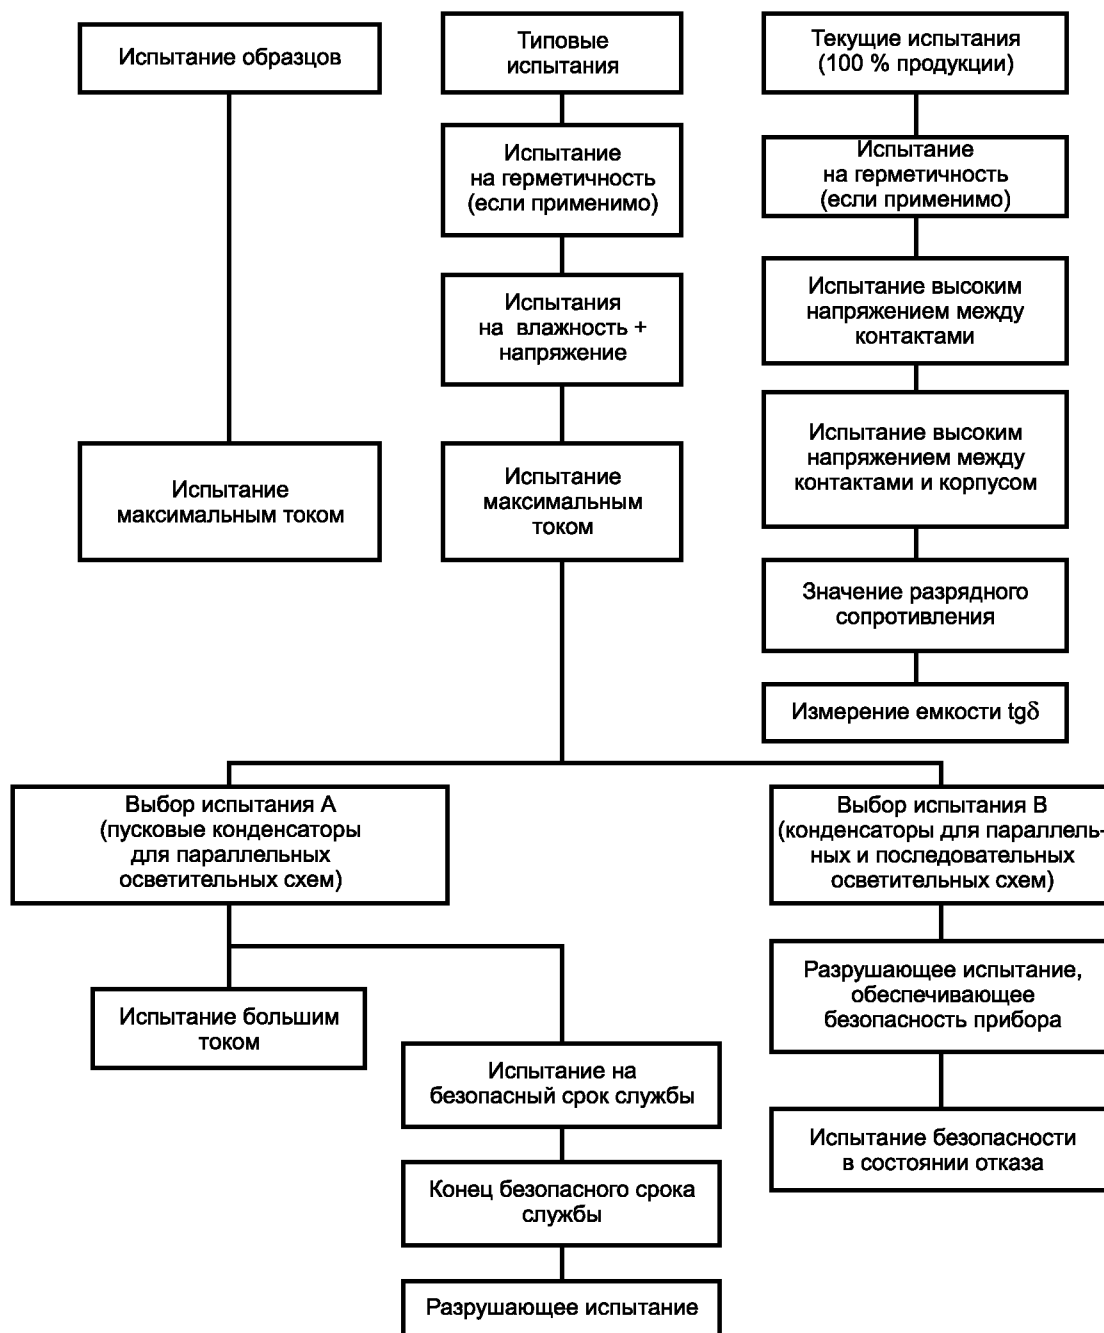 Испытание образцов
Типовые
испытания
Текущие испытания
(100 % продукции)
Испытание
на герметичность
(если применимо)
Испытание
на герметичность
(если применимо)
Испытания
на влажность +
напряжение
Испытание высоким
напряжением между
контактами
Испытание
максимальным током
Испытание
максимальным
током
Испытание высоким
напряжением между
контактами и корпусом
Значение разрядного
сопротивления
Измерение емкости tgδ
Выбор испытания А
(пусковые конденсаторы
для параллельных
осветительных схем)
Выбор испытания В
(конденсаторы для параллель-
ных и последовательных
осветительных схем)
Испытание большим
током
Испытание на
безопасный срок службы
Конец безопасного срока
службы
Разрушающее испытание
Разрушающее испытание,
обеспечивающее
безопасность прибора
Испытание безопасности
в состоянии отказа